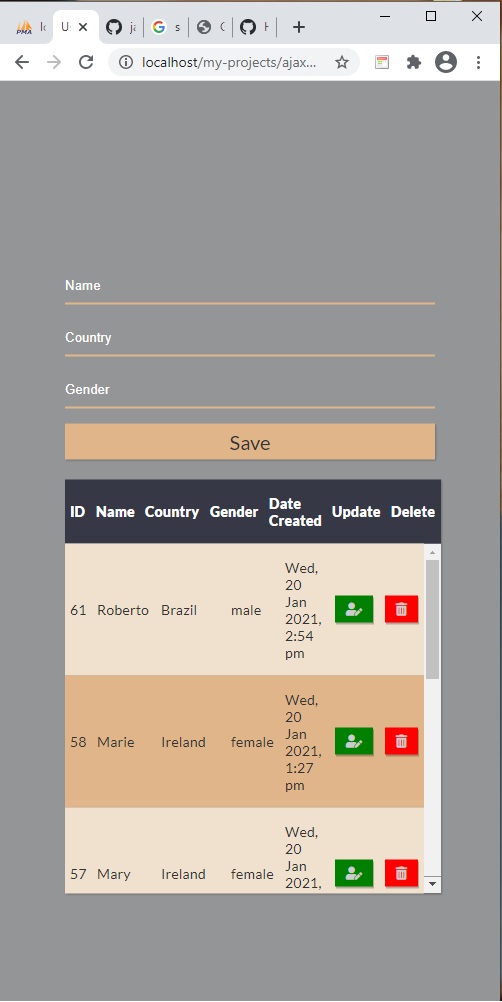 PMA
U
s
localhost/my-projects/ajax...
Name
Country
Gender
Save
ID Name Country Gender Date Created Update Delete
61 Roberto Brazil male Wed, 20 Jan 2021, 2:54 pm
58 Marie Ireland female Wed, 20 Jan 2021, 1:27 pm
57 Mary Ireland female Wed, 20 Jan 2021,